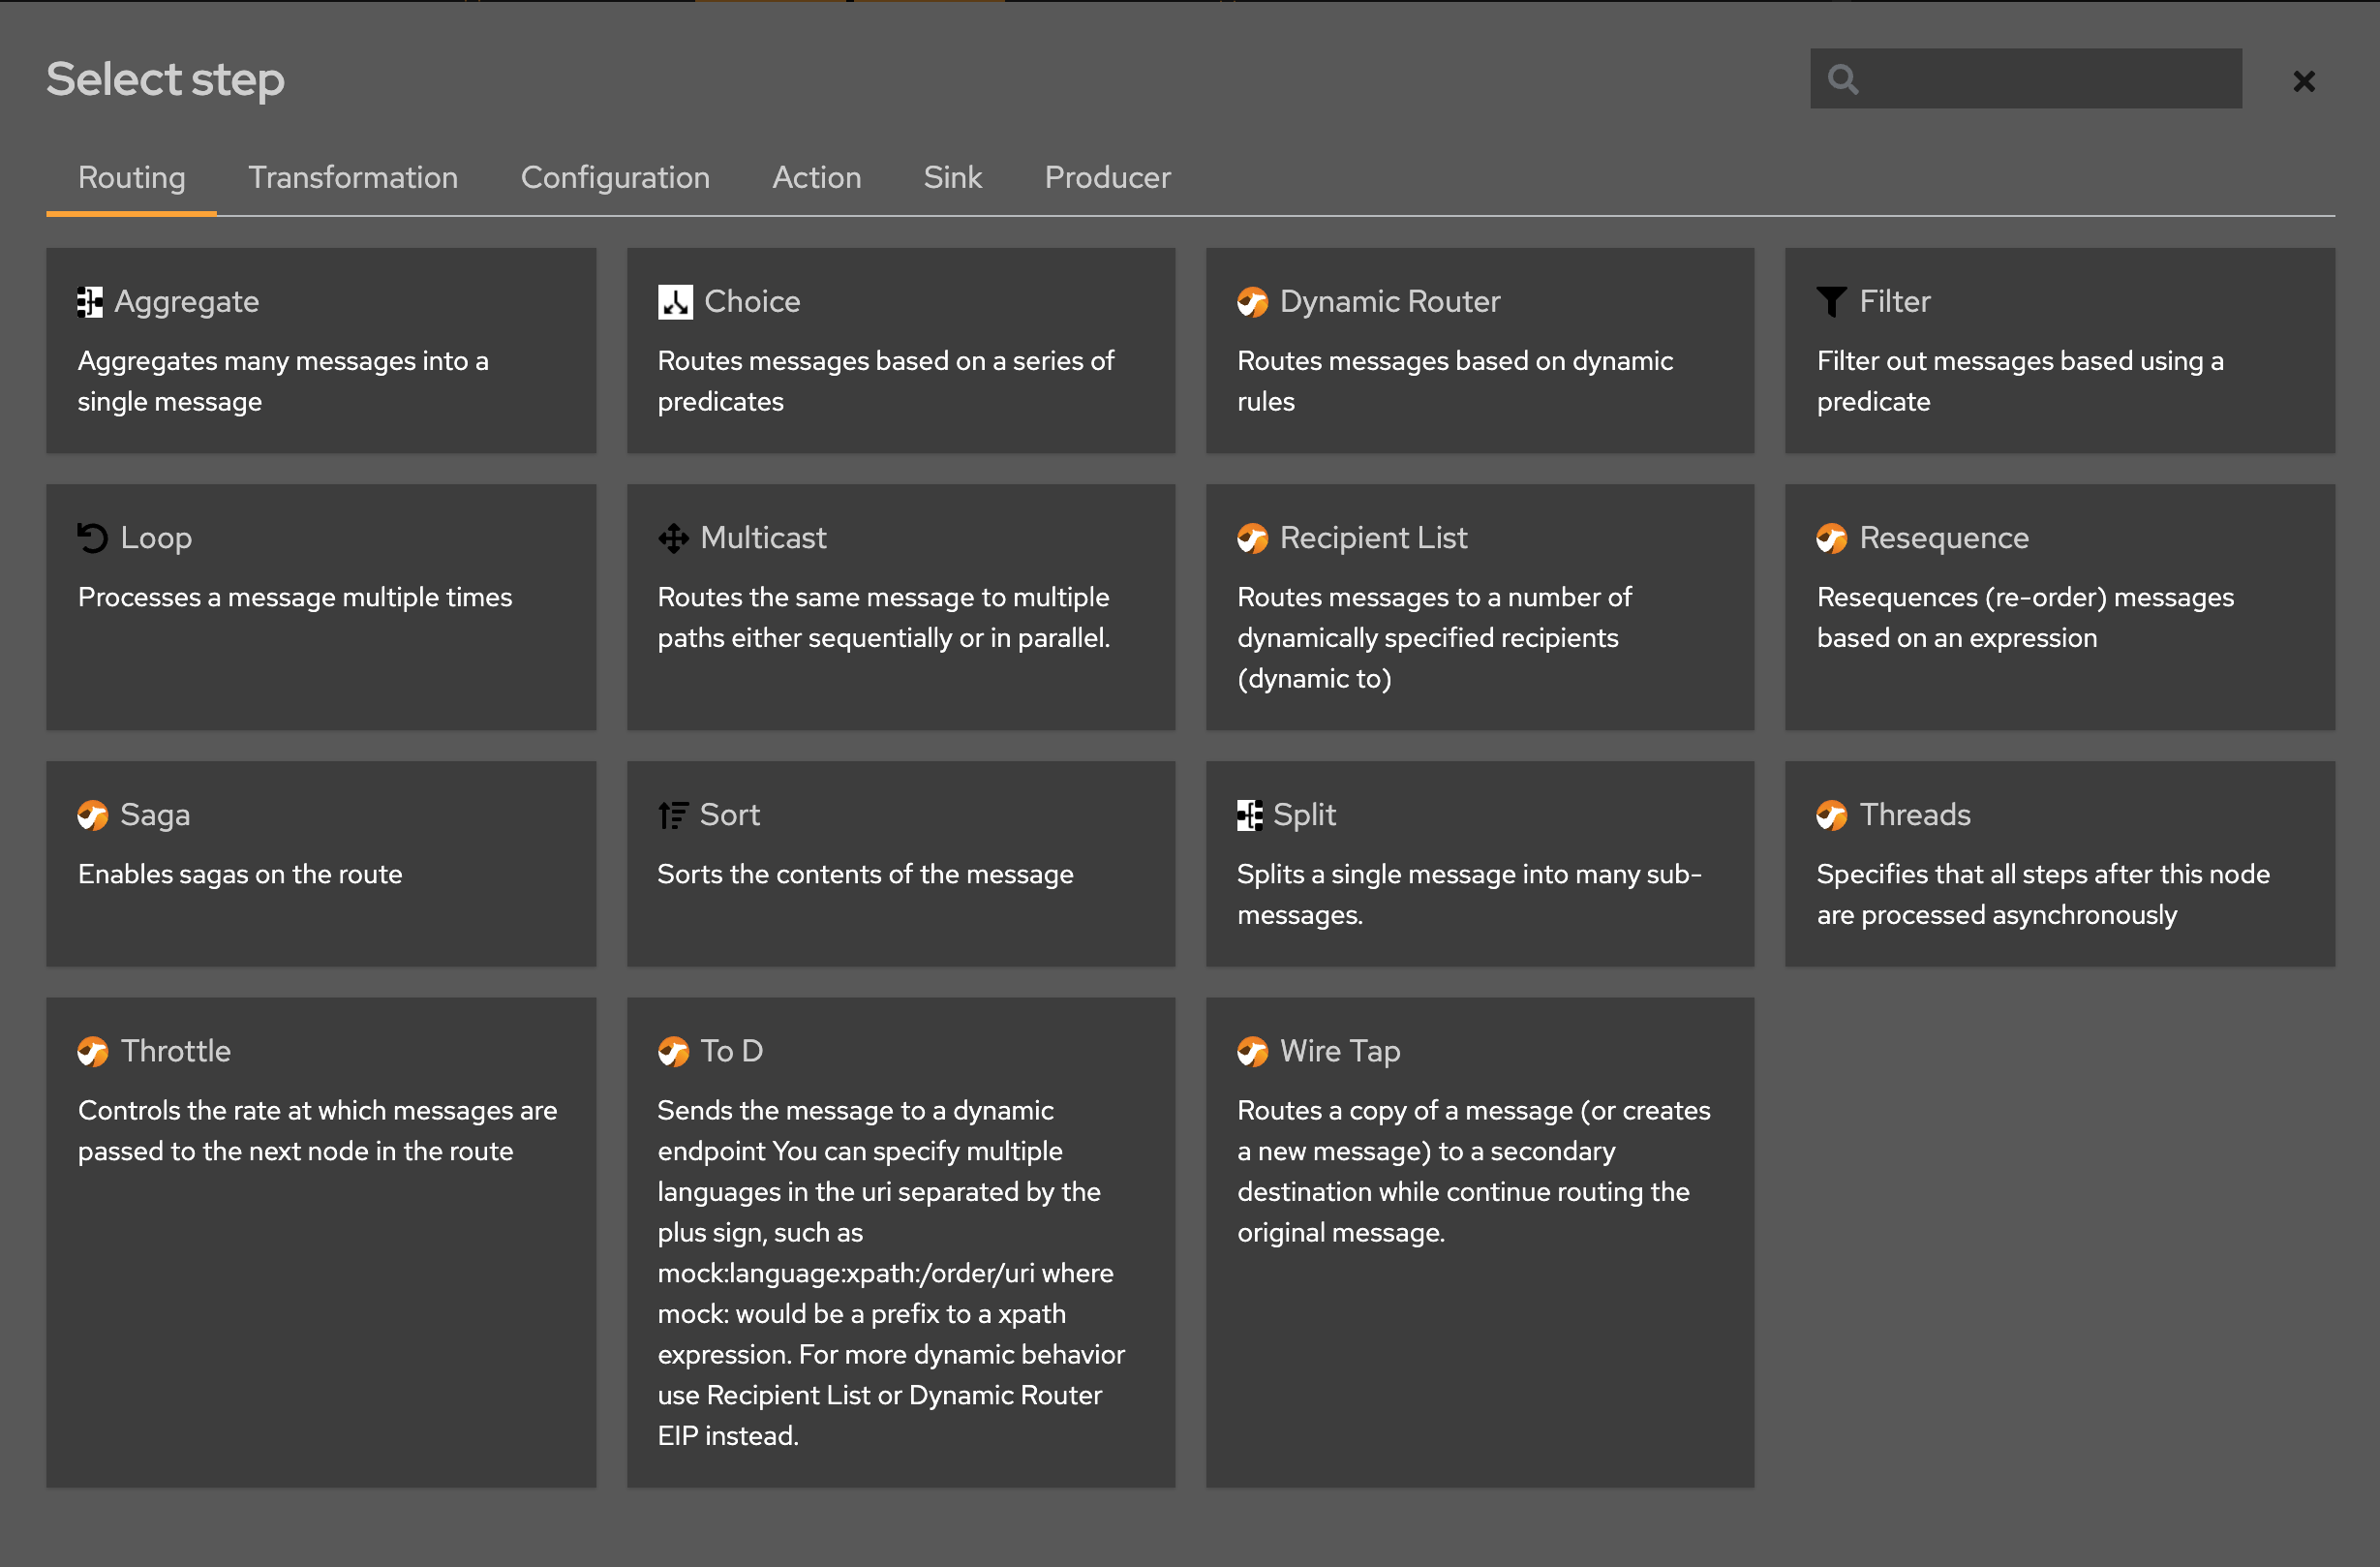 Select step
Routing Transformation Configuration Action Sink Producer
Aggregate
Aggregates many messages into a
single message
Choice
Routes messages based on a series of
predicates
Dynamic Router
Routes messages based on dynamic
rules
Filter
Filter out messages based using a
predicate
Loop
Processes a message multiple times
Multicast
Routes the same message to multiple
paths either sequentially or in parallel.
Recipient List
Routes messages to a number of
dynamically specified recipients
(dynamic to)
Resequence
Resequences (re-order) messages
based on an expression
Saga
Enables sagas on the route
Sort
Sorts the contents of the message
Split
Splits a single message into many sub-
messages.
Threads
Specifies that all steps after this node
are processed asynchronously
Throttle
Controls the rate at which messages are
passed to the next node in the route
To D
Sends the message to a dynamic
endpoint You can specify multiple
languages in the uri separated by the
plus sign, such as
mock:language:xpath:/order/uri where
mock: would be a prefix to a xpath
expression. For more dynamic behavior
use Recipient List or Dynamic Router
EIP instead.
Wire Tap
Routes a copy of a message (or creates
a new message) to a secondary
destination while continue routing the
original message.